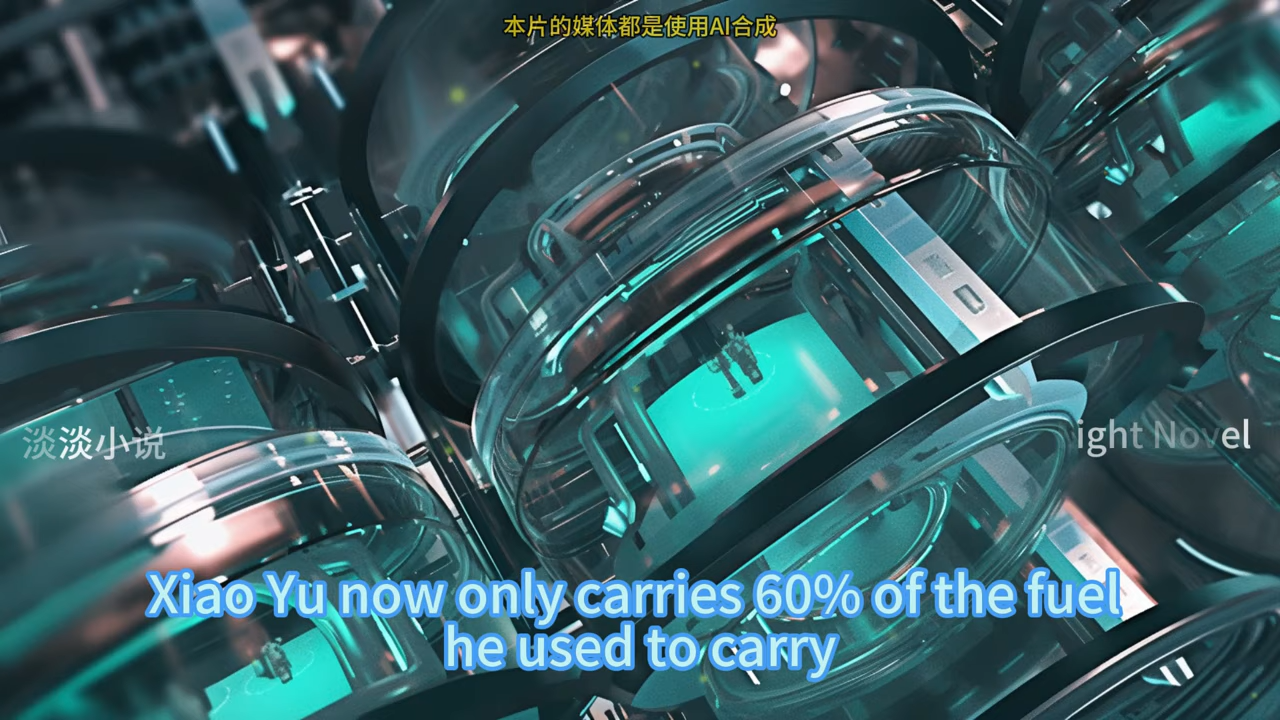 本片的媒体都是使用AI合成
淡淡小说
ight Novel
Xiao Yu now only carries 60% of the fuel
he used to carry